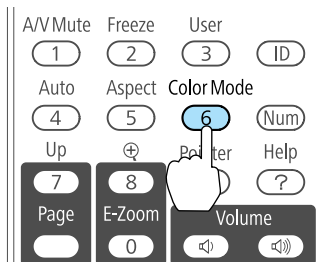 A/V Mute Freeze User
1 2 3 ID
Auto Aspect Color Mode
4 5 6 Num
Up Pointer Help
7 8 ?
Page E-Zoom Volume
0